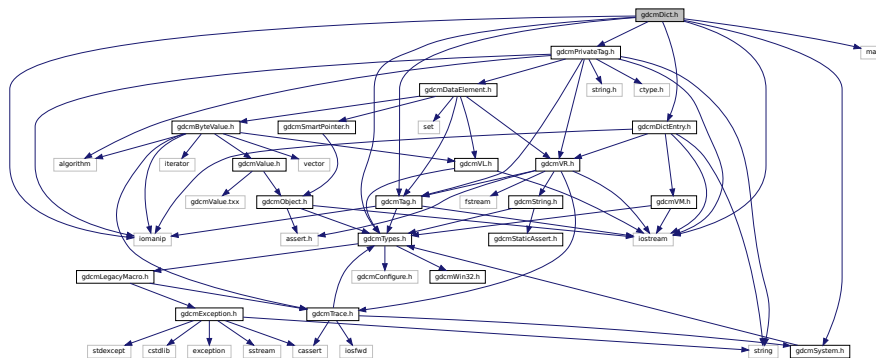 gdcmDict.h
ma
gdcmPrivateTag.h
gdcmDataElement.h
string.h
ctype.h
gdcmByteValue.h
gdcmSmartPointer.h
set
gdcmDictEntry.h
algorithm
iterator
gdcmValue.h
vector
gdcmVL.h
gdcmVR.h
gdcmValue.txx
gdcmObject.h
gdcmTag.h
fstream
gdcmString.h
gdcmVM.h
iomanip
assert.h
gdcmTypes.h
gdcmStaticAssert.h
iostream
gdcmLegacyMacro.h
gdcmConfigure.h
gdcmWin32.h
gdcmException.h
gdcmTrace.h
stdexcept
cstdlib
exception
sstream
cassert
iosfwd
string
gdcmSystem.h